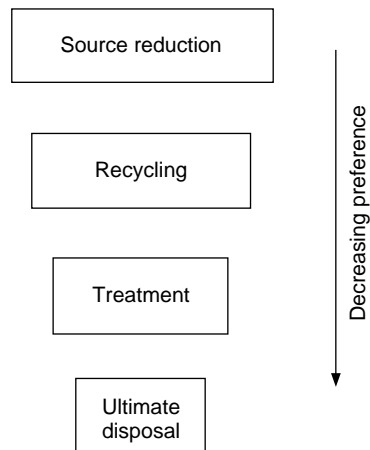 Source reduction
Recycling
Treatment
Ultimate
disposal
Decreasing preference